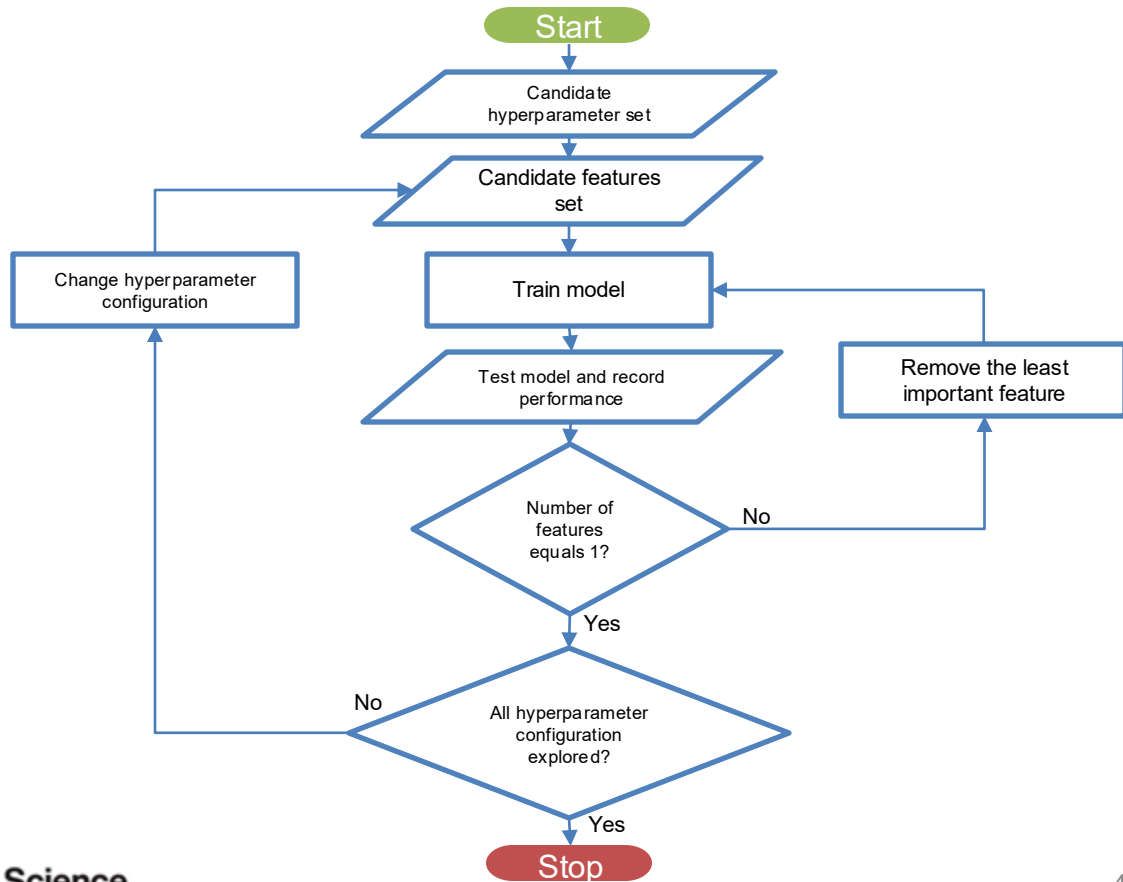 Start
Candidate
hyperparameter set
Candidate features
set
Change hyperparameter
configuration
Train model
Test model and record
performance
Remove the least
important feature
Number of
features
equals 1?
No
Yes
No
All hyperparameter
configuration
explored?
Yes
Stop
Science
4